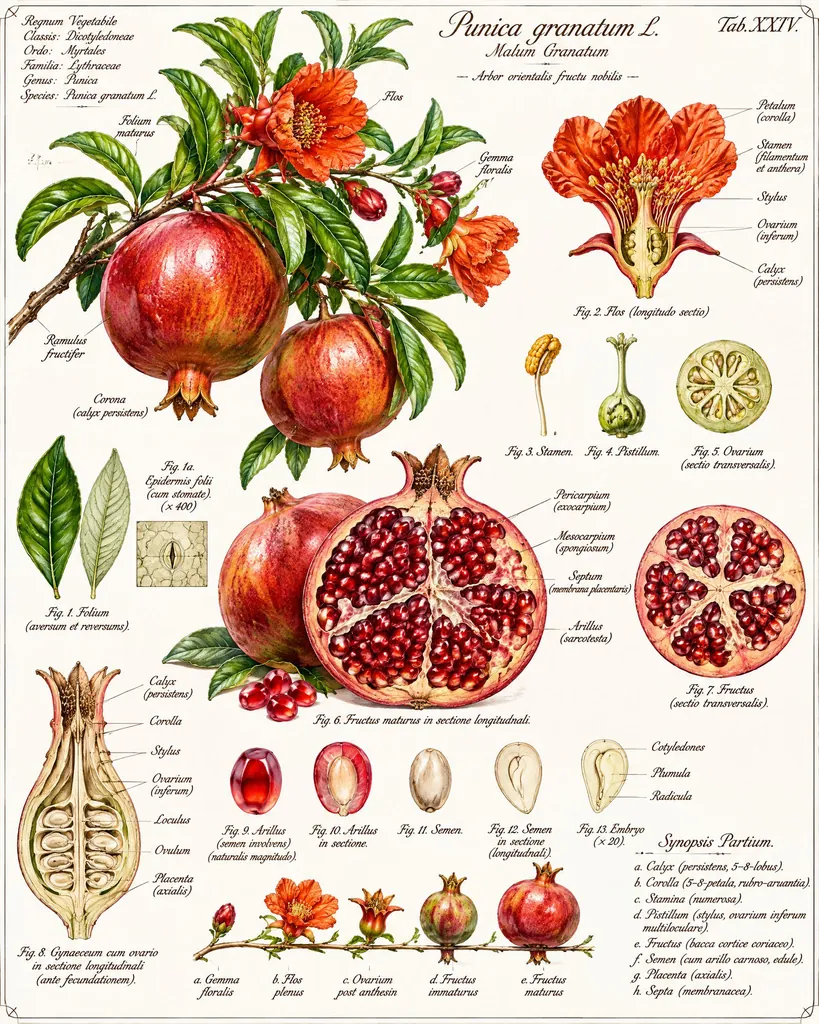 Regnum Vegetabile
Classis: Dicotyledoneae
Ordo: Myrtales
Familia: Lythraceae
Genus: Punica
Species: Punica granatum L.
Punica granatum L.
Malum Granatum
Arbor orientalis fructu nobilis
Tab. XXIV.
Folium
maturus
Flos
Gemma
floralis
Ramulus
fructifer
Corona
(calyx persistens)
Petalum
(corolla)
Stamen
(filamentum
et anthera)
Stylus
Ovarium
(inferum)
Calyx
(persistens)
Fig. 2. Flos (longitudo sectio)
Fig. 3. Stamen.
Fig. 4. Pistillum.
Fig. 5. Ovarium
(sectio transversalis).
Fig. 1a.
Epidermis folii
(cum stomate).
(× 400)
Fig. 1. Folium
(aversum et reversums).
Pericarpium
(exocarpium)
Mesocarpium
(spongiosum)
Septum
(membrana placentaris)
Arillus
(sarcotesta)
Fig. 6. Fructus maturus in sectione longitudnali.
Fig. 7. Fructus
(sectio transversalis).
Calyx
(persistens)
Corolla
Stylus
Ovarium
(inferum)
Loculus
Ovulum
Placenta
(axialis)
Fig. 8. Gynaeceum cum ovario
in sectione longitudinali
(ante fecundationem).
Fig. 9. Arillus
(semen involvens)
(naturalis magnitudo).
Fig. 10. Arillus
in sectione.
Fig. 11. Semen.
Fig. 12. Semen
in sectione
(longitudnali).
Fig. 13. Embryo
(× 20).
Cotyledones
Plumula
Radicula
a. Gemma
floralis
b. Flos
plenus
c. Ovarium
post anthesin
d. Fructus
immaturus
e. Fructus
maturus
Synopsis Partium.
a. Calyx (persistens, 5-8-lobus).
b. Corolla (5-8-petala, rubro-aruantia).
c. Stamina (numerosa).
d. Pistillum (stylus, ovarium inferum
multiloculare).
e. Fructus (bacca cortice coriaceo).
f. Semen (cum arillo carnoso, edule).
g. Placenta (axialis).
h. Septa (membranacea).